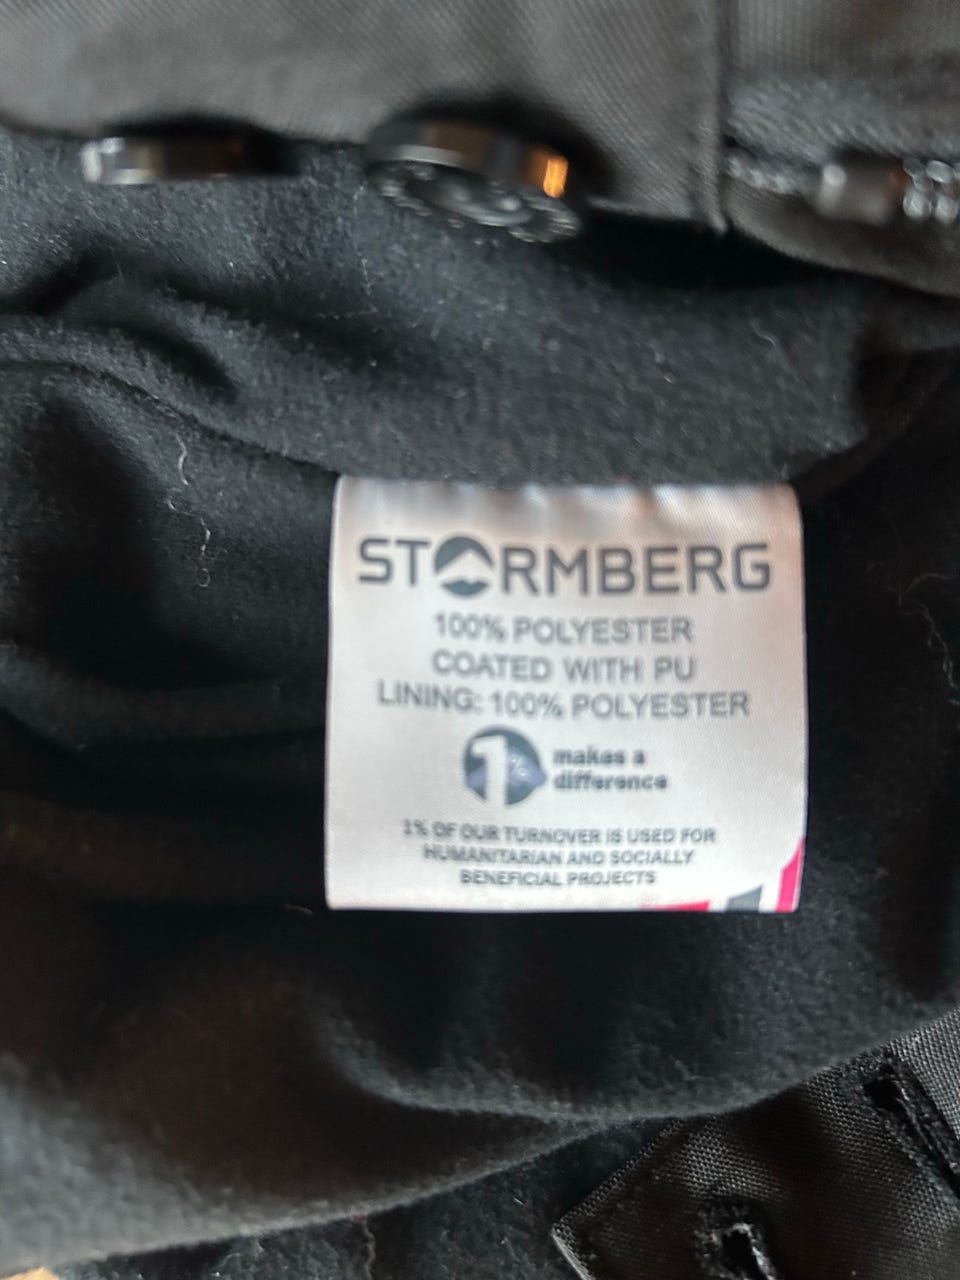 STORMBERG
100% POLYESTER
COATED WITH PU
LINING: 100% POLYESTER
1% makes a
difference
1% OF OUR TURNOVER IS USED FOR
HUMANITARIAN AND SOCIALLY
BENEFICIAL PROJECTS